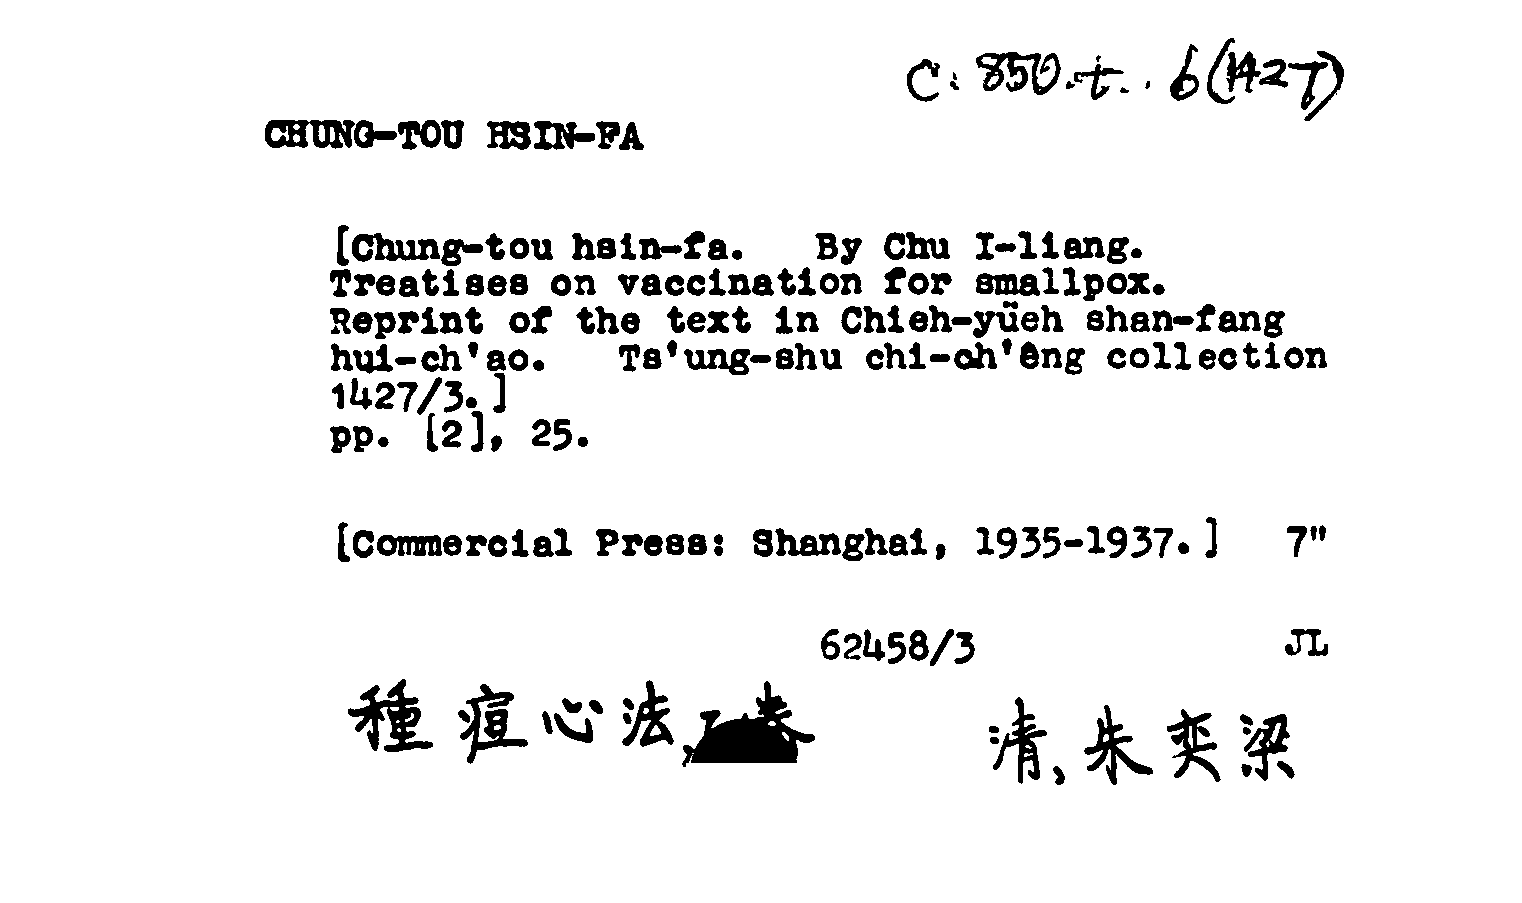 C. 850.t..6(1427)
CHUNG-TOU HSIN-FA
[Chung-tou hsin-fa. By Chu I-liang.
Treatises on vaccination for smallpox.
Reprint of the text in Chieh-yüeh shan-fang
hui-ch'ao. Ts'ung-shu chi-ch'êng collection
1427/3.]
pp. [2], 25.
[Commercial Press: Shanghai, 1935-1937.] 7"
62458/3 JL
種痘心法, 卷 清、朱奕梁